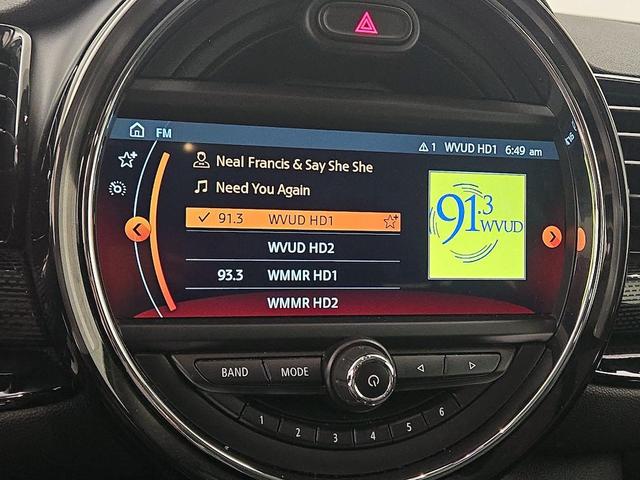 FM
1 WVUD HD1 6:49 am
Neal Francis & Say She She
Need You Again
91.3 WVUD HD1
WVUD HD2
93.3 WMMR HD1
WMMR HD2
91.3
WVUD
BAND MODE
1 2 3 4 5 6